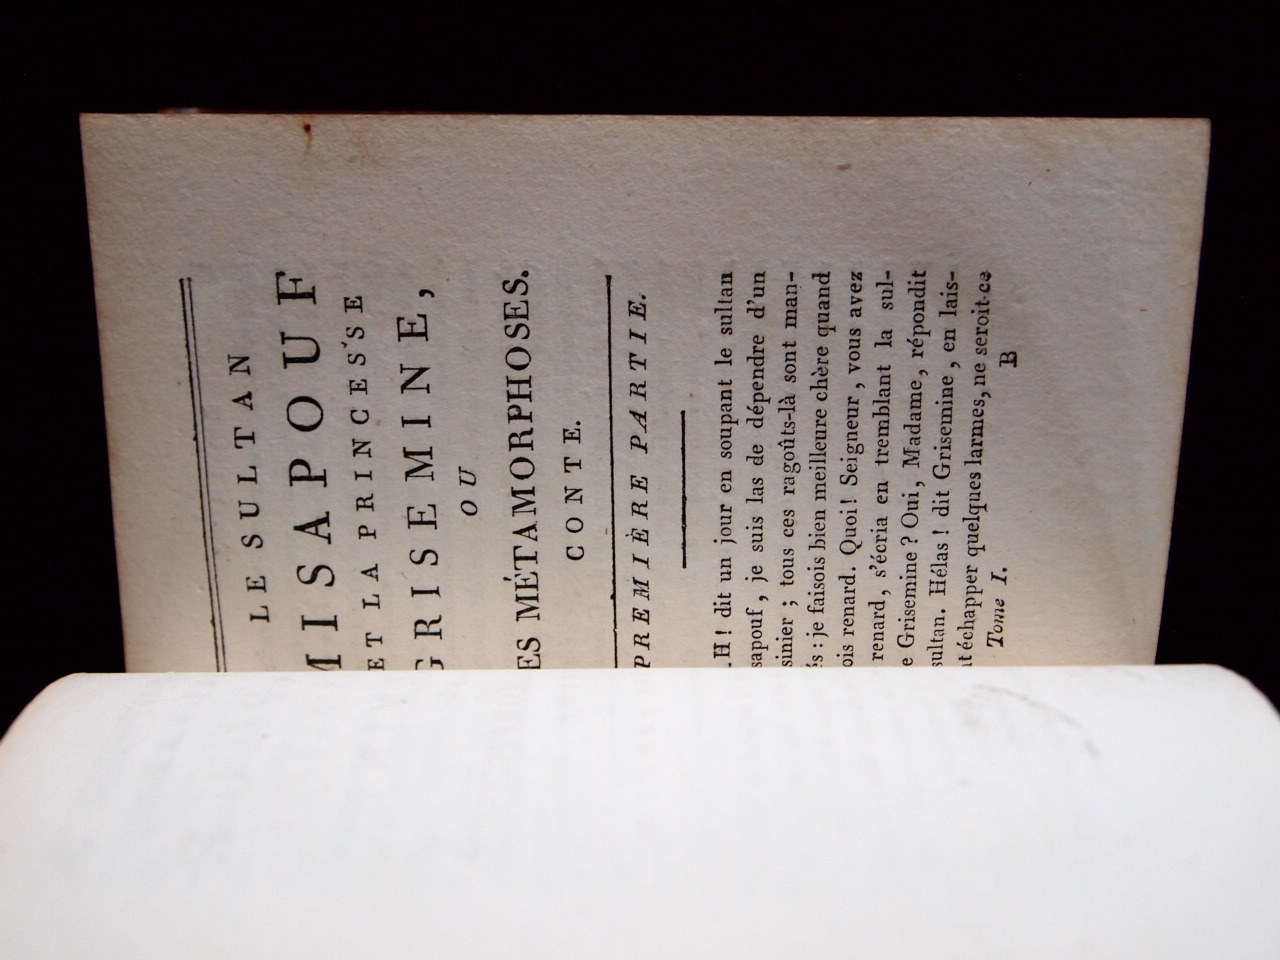 LE SULTAN
MISAPOUF
ET LA PRINCESSE
GRISEMINE,
OU
ES MÉTAMORPHOSES.
CONTE.
PREMIÈRE PARTIE.
.H! dit un jour en soupant le sultan
sapouf, je suis las de dépendre d'un
sinier; tous ces ragoûts-là sont man-
és: je faisois bien meilleure chère quand
ois renard. Quoi! Seigneur, vous avez
renard, s'écria en tremblant la sul-
e Grisemine? Oui, Madame, répondit
sultan. Hélas! dit Grisemine, en lais-
nt échapper quelques larmes, ne seroit-ce
Tome I. B